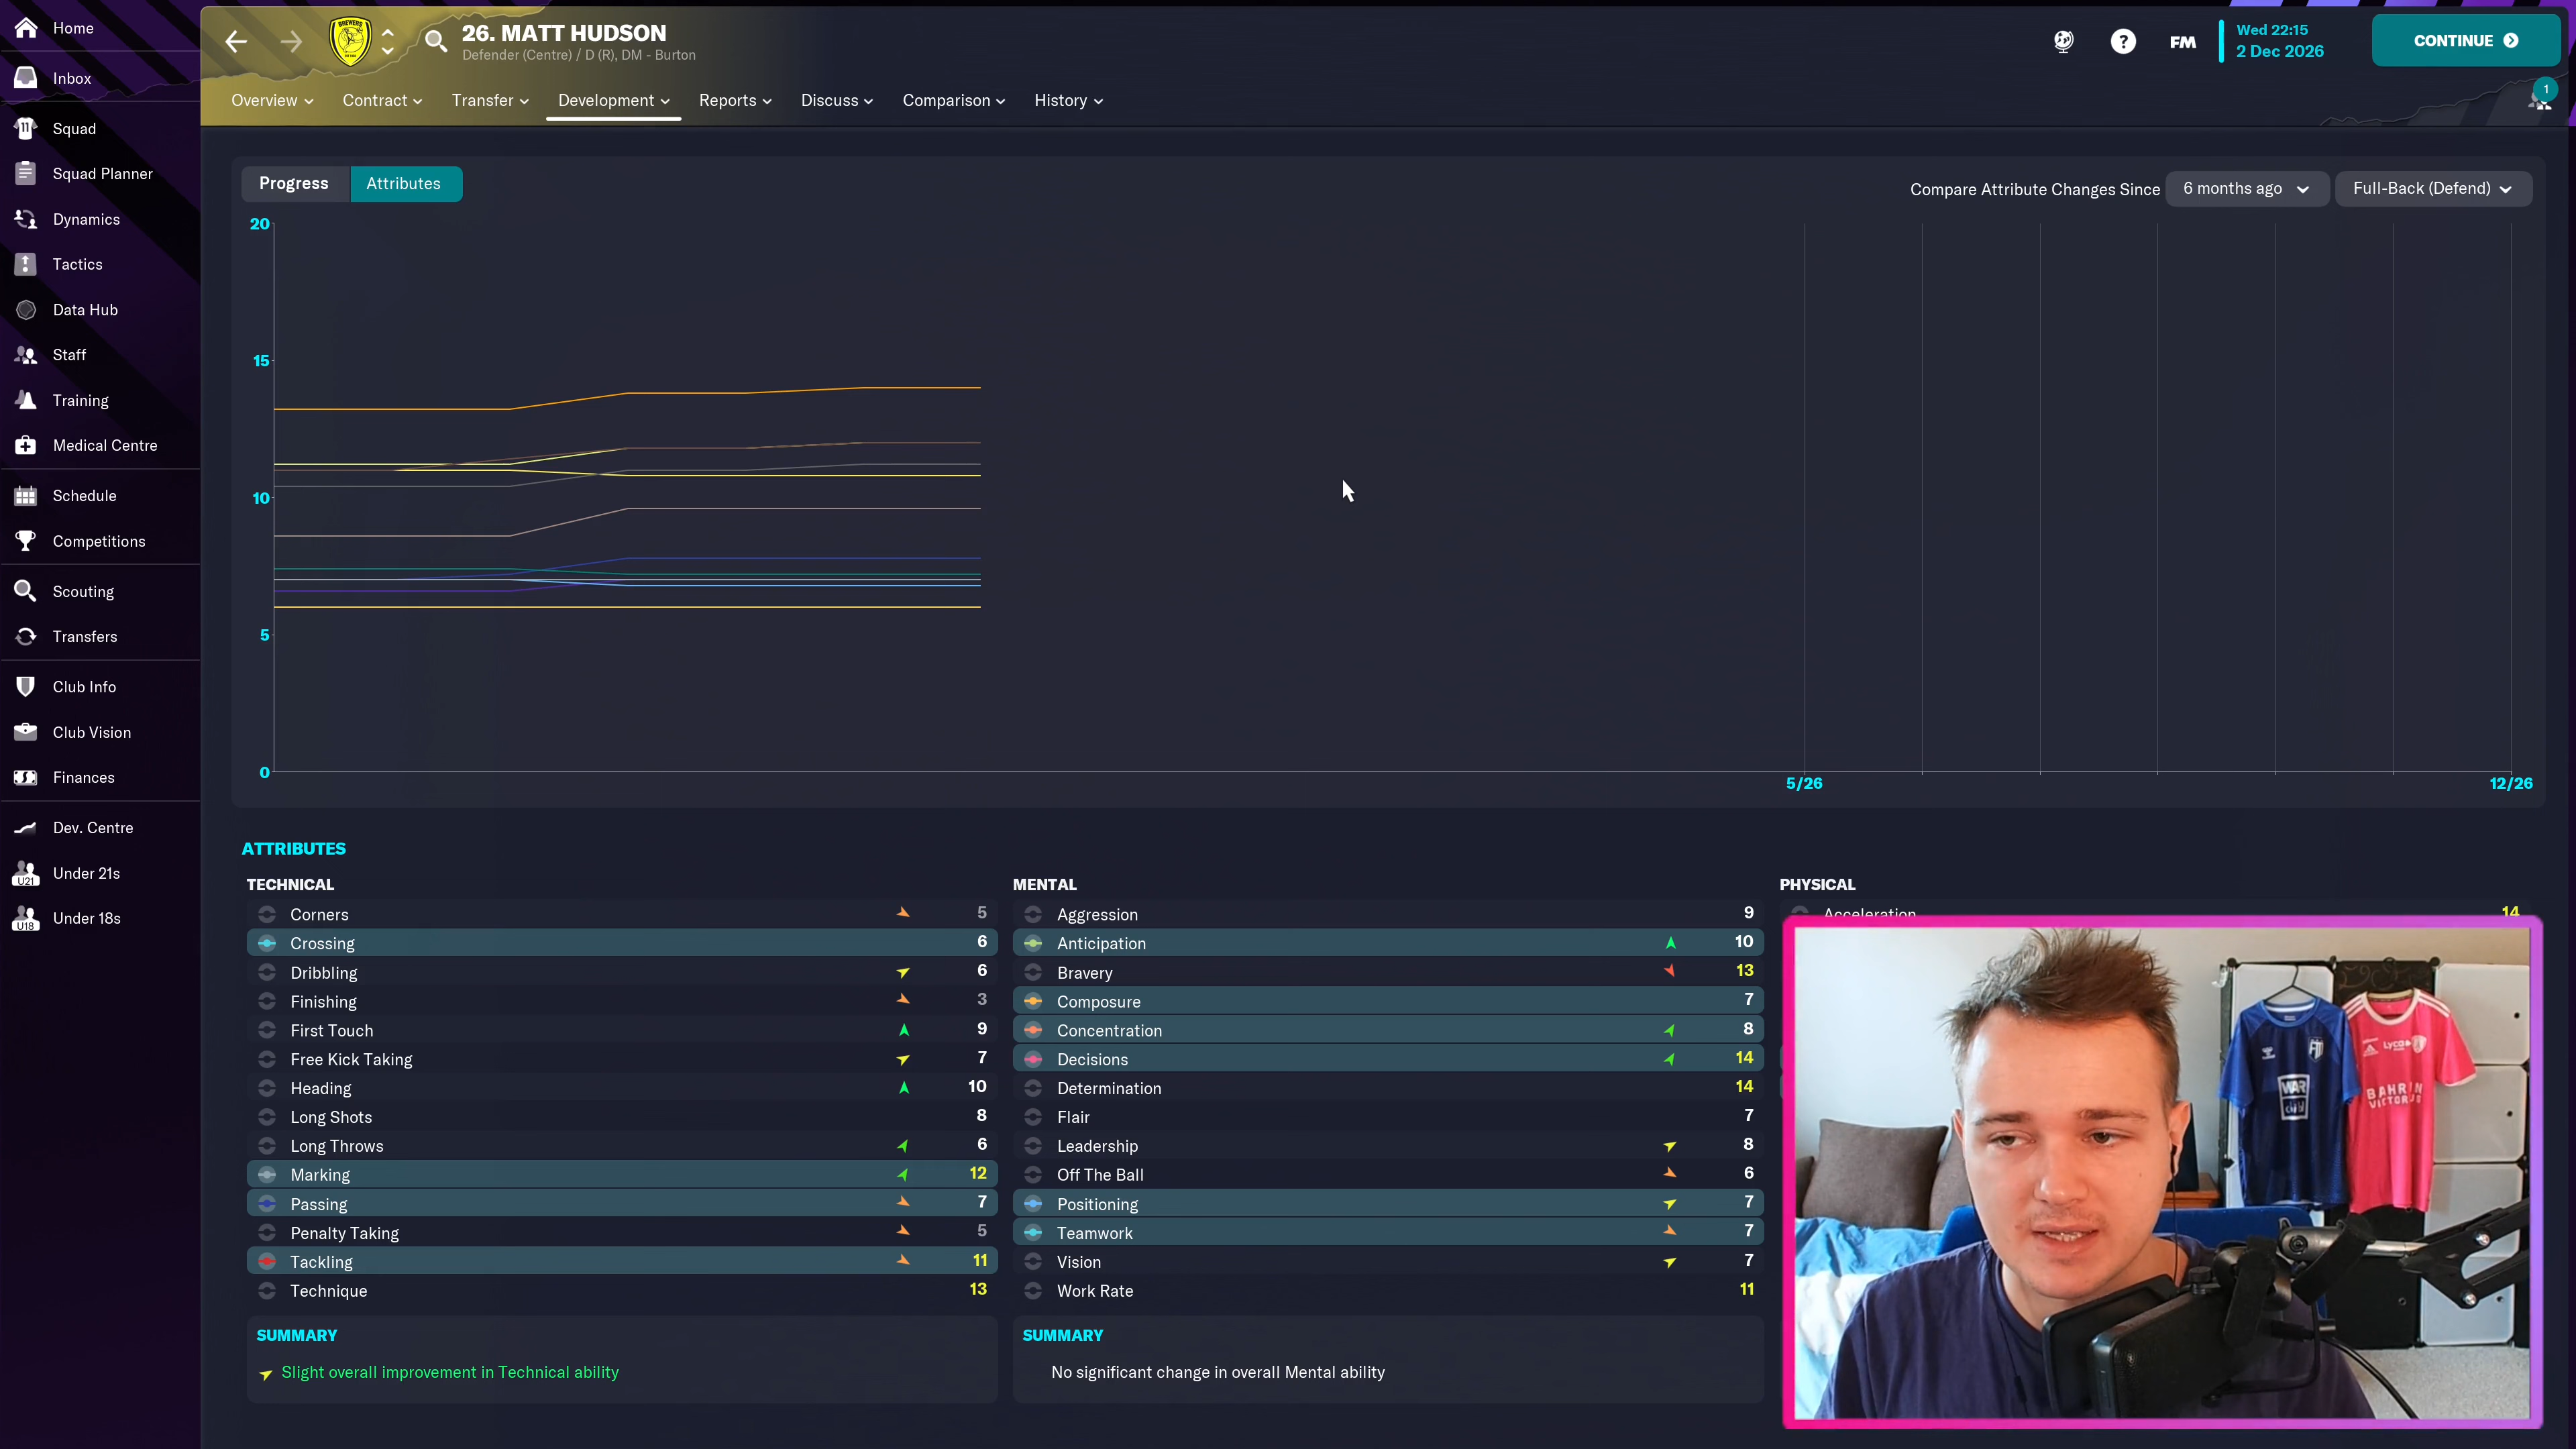 Home
Inbox
Squad
Squad Planner
Dynamics
Tactics
Data Hub
Staff
Training
Medical Centre
Schedule
Competitions
Scouting
Transfers
Club Info
Club Vision
Finances
Dev. Centre
U21 Under 21s
U18 Under 18s
BREWERS
26. MATT HUDSON
Defender (Centre) / D (R), DM - Burton
? FM
Wed 22:15
2 Dec 2026
CONTINUE
Overview Contract Transfer Development Reports Discuss Comparison History
1
Progress Attributes
Compare Attribute Changes Since 6 months ago Full-Back (Defend)
20
15
10
5
0
5/26 12/26
ATTRIBUTES
TECHNICAL
Corners 5
Crossing 6
Dribbling 6
Finishing 3
First Touch 9
Free Kick Taking 7
Heading 10
Long Shots 8
Long Throws 6
Marking 12
Passing 7
Penalty Taking 5
Tackling 11
Technique 13
SUMMARY
Slight overall improvement in Technical ability
MENTAL
Aggression 9
Anticipation 10
Bravery 13
Composure 7
Concentration 8
Decisions 14
Determination 14
Flair 7
Leadership 8
Off The Ball 6
Positioning 7
Teamwork 7
Vision 7
Work Rate 11
SUMMARY
No significant change in overall Mental ability
PHYSICAL
Acceleration 14
WAR
BAHRAIN